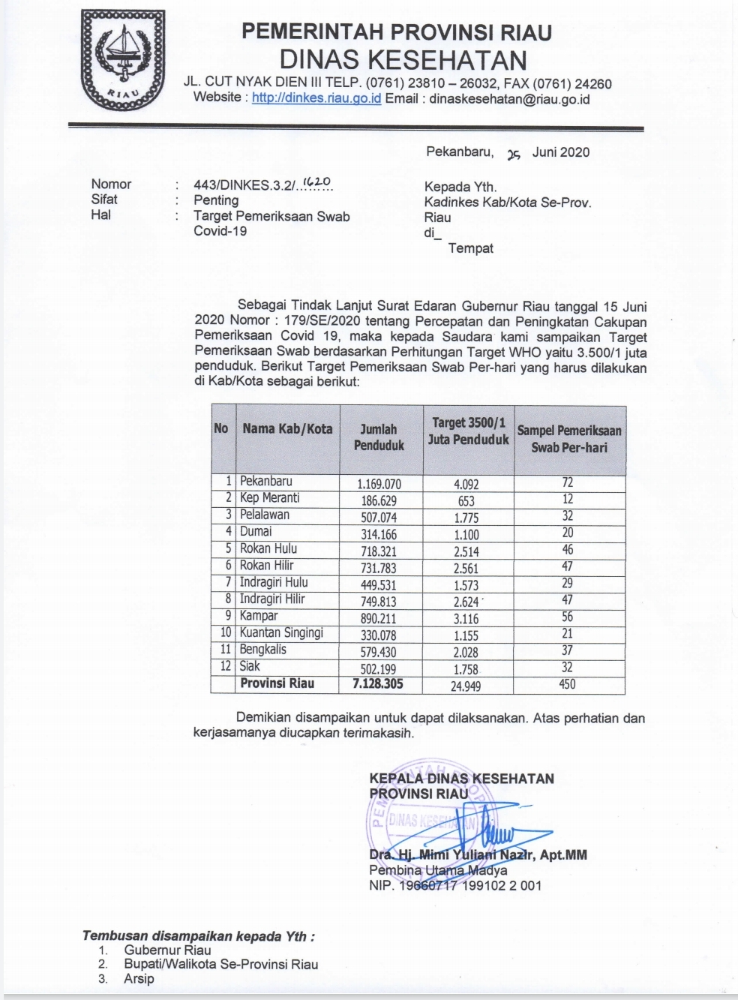 RIAU
PEMERINTAH PROVINSI RIAU
DINAS KESEHATAN
JL. CUT NYAK DIEN III TELP. (0761) 23810 – 26032, FAX (0761) 24260
Website : http://dinkes.riau.go.id Email : dinaskesehatan@riau.go.id
Pekanbaru, 25 Juni 2020
Nomor : 443/DINKES.3.2/..1620..
Sifat : Penting
Hal : Target Pemeriksaan Swab
Covid-19
Kepada Yth.
Kadinkes Kab/Kota Se-Prov.
Riau
di_
Tempat
Sebagai Tindak Lanjut Surat Edaran Gubernur Riau tanggal 15 Juni
2020 Nomor : 179/SE/2020 tentang Percepatan dan Peningkatan Cakupan
Pemeriksaan Covid 19, maka kepada Saudara kami sampaikan Target
Pemeriksaan Swab berdasarkan Perhitungan Target WHO yaitu 3.500/1 juta
penduduk. Berikut Target Pemeriksaan Swab Per-hari yang harus dilakukan
di Kab/Kota sebagai berikut:
No Nama Kab/Kota Jumlah Penduduk Target 3500/1 Juta Penduduk Sampel Pemeriksaan Swab Per-hari
1 Pekanbaru 1.169.070 4.092 72
2 Kep Meranti 186.629 653 12
3 Pelalawan 507.074 1.775 32
4 Dumai 314.166 1.100 20
5 Rokan Hulu 718.321 2.514 46
6 Rokan Hilir 731.783 2.561 47
7 Indragiri Hulu 449.531 1.573 29
8 Indragiri Hilir 749.813 2.624 47
9 Kampar 890.211 3.116 56
10 Kuantan Singingi 330.078 1.155 21
11 Bengkalis 579.430 2.028 37
12 Siak 502.199 1.758 32
Provinsi Riau 7.128.305 24.949 450
Demikian disampaikan untuk dapat dilaksanakan. Atas perhatian dan
kerjasamanya diucapkan terimakasih.
KEPALA DINAS KESEHATAN
PROVINSI RIAU
PEMERINTAH PROP
DINAS KESEHATAN
Dra. Hj. Mimi Yuliani Nazir, Apt.MM
Pembina Utama Madya
NIP. 19660717 199102 2 001
Tembusan disampaikan kepada Yth :
1. Gubernur Riau
2. Bupati/Walikota Se-Provinsi Riau
3. Arsip